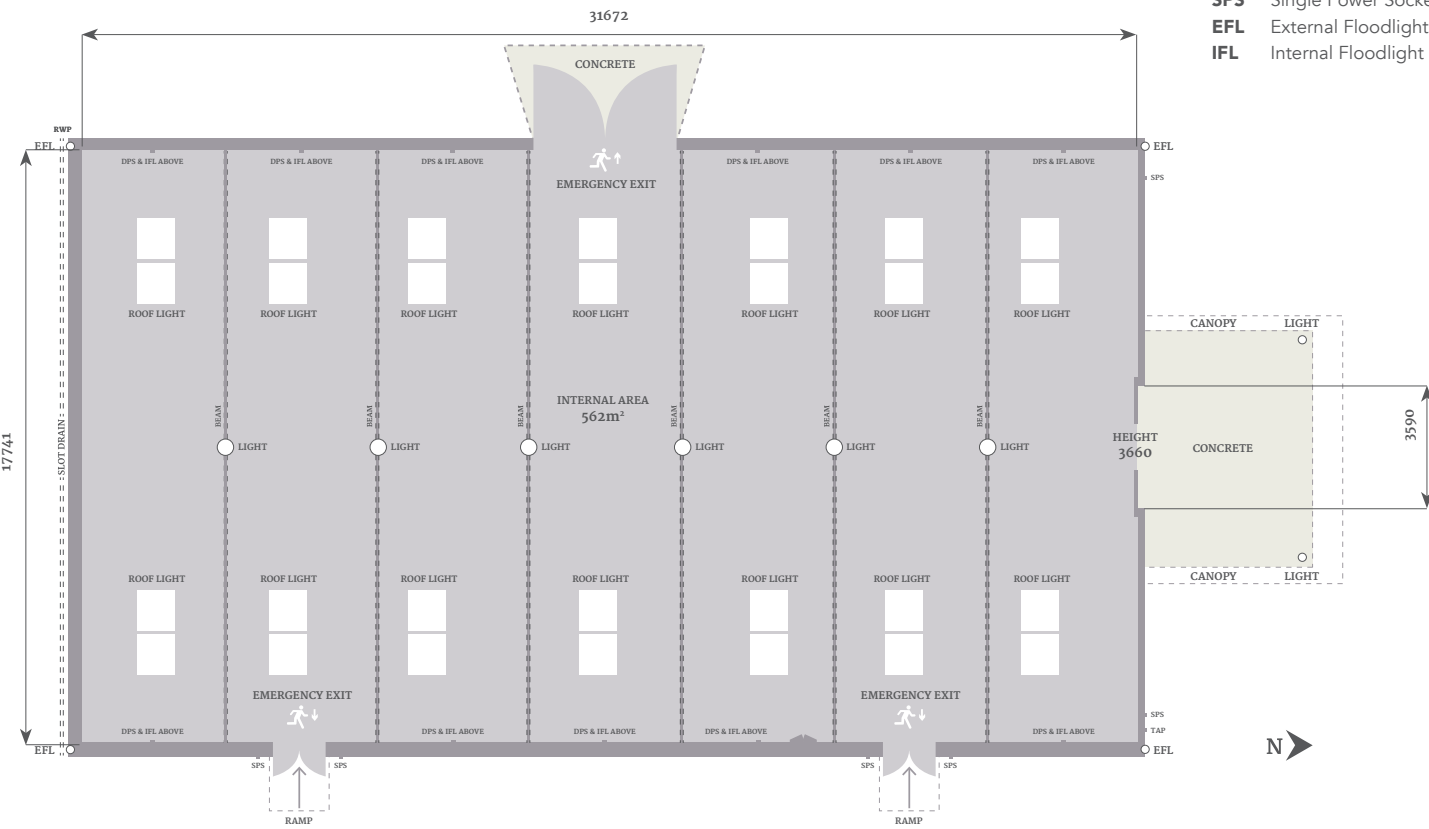 31672
SPS Single Power Socke
EFL External Floodlight
IFL Internal Floodlight
CONCRETE
RWP
EFL
EFL
DPS & IFL ABOVE
DPS & IFL ABOVE
DPS & IFL ABOVE
DPS & IFL ABOVE
DPS & IFL ABOVE
DPS & IFL ABOVE
EMERGENCY EXIT
SPS
ROOF LIGHT
ROOF LIGHT
ROOF LIGHT
ROOF LIGHT
ROOF LIGHT
ROOF LIGHT
ROOF LIGHT
CANOPY
LIGHT
INTERNAL AREA
562m²
BEAM
BEAM
BEAM
BEAM
BEAM
BEAM
17741
SLOT DRAIN
LIGHT
LIGHT
LIGHT
LIGHT
LIGHT
LIGHT
HEIGHT
3660
CONCRETE
3590
ROOF LIGHT
ROOF LIGHT
ROOF LIGHT
ROOF LIGHT
ROOF LIGHT
ROOF LIGHT
ROOF LIGHT
CANOPY
LIGHT
EMERGENCY EXIT
EMERGENCY EXIT
SPS
TAP
DPS & IFL ABOVE
DPS & IFL ABOVE
DPS & IFL ABOVE
DPS & IFL ABOVE
DPS & IFL ABOVE
EFL
EFL
N
SPS
SPS
SPS
SPS
RAMP
RAMP